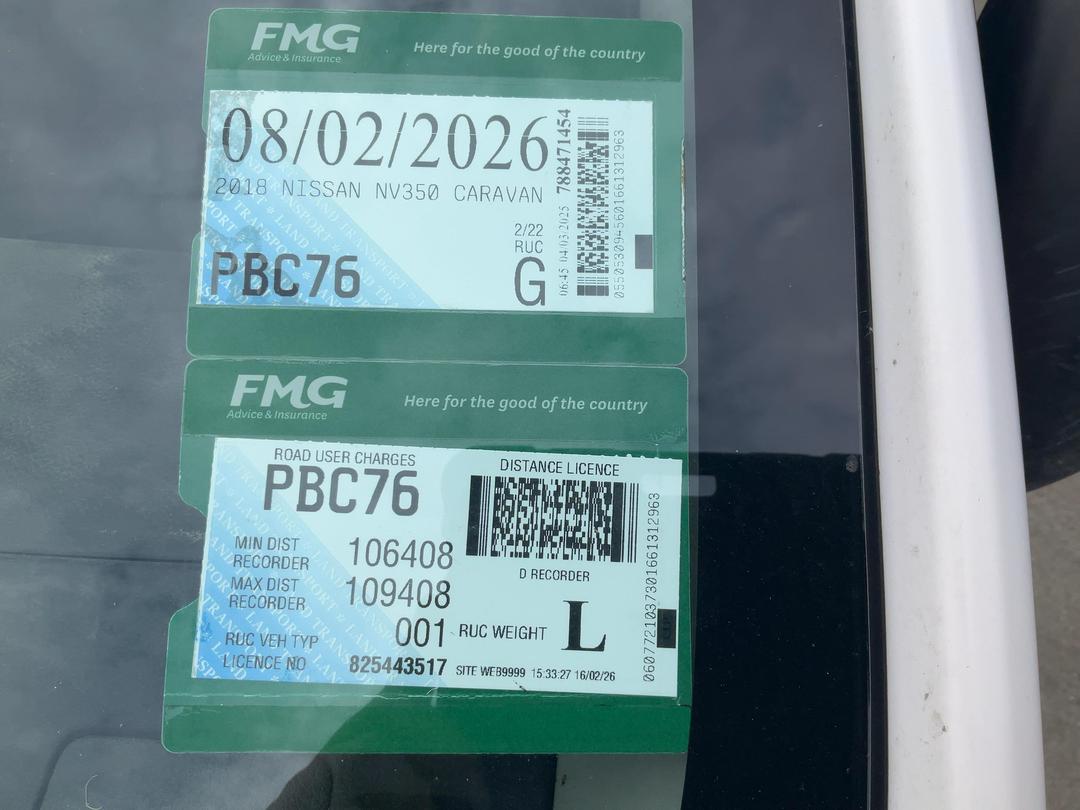 FMG
Advice & Insurance
Here for the good of the country
08/02/2026
2018 NISSAN NV350 CARAVAN
2/22
RUC
PBC76
G
06:45 04/03/2025 788471454
0550530945601661312963
FMG
Advice & Insurance
Here for the good of the country
ROAD USER CHARGES
PBC76
DISTANCE LICENCE
MIN DIST
RECORDER
106408
D RECORDER
MAX DIST
RECORDER
109408
RUC VEH TYP
001
RUC WEIGHT
L
LICENCE NO
825443517
SITE WEB9999 15:33:27 16/02/26
0607721037301661312963